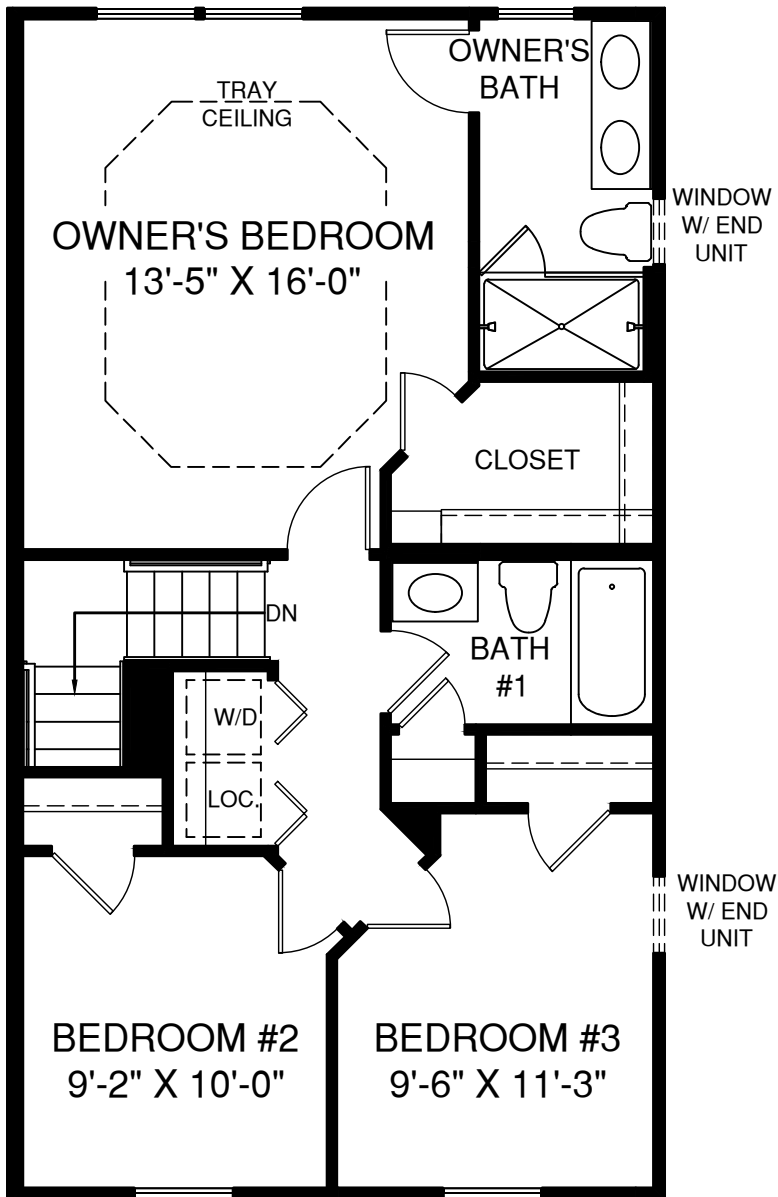 OWNER'S
BATH
TRAY
CEILING
WINDOW
W/ END
UNIT
OWNER'S BEDROOM
13'-5" X 16'-0"
CLOSET
DN
BATH
#1
W/D
LOC.
WINDOW
W/ END
UNIT
BEDROOM #2
9'-2" X 10'-0"
BEDROOM #3
9'-6" X 11'-3"